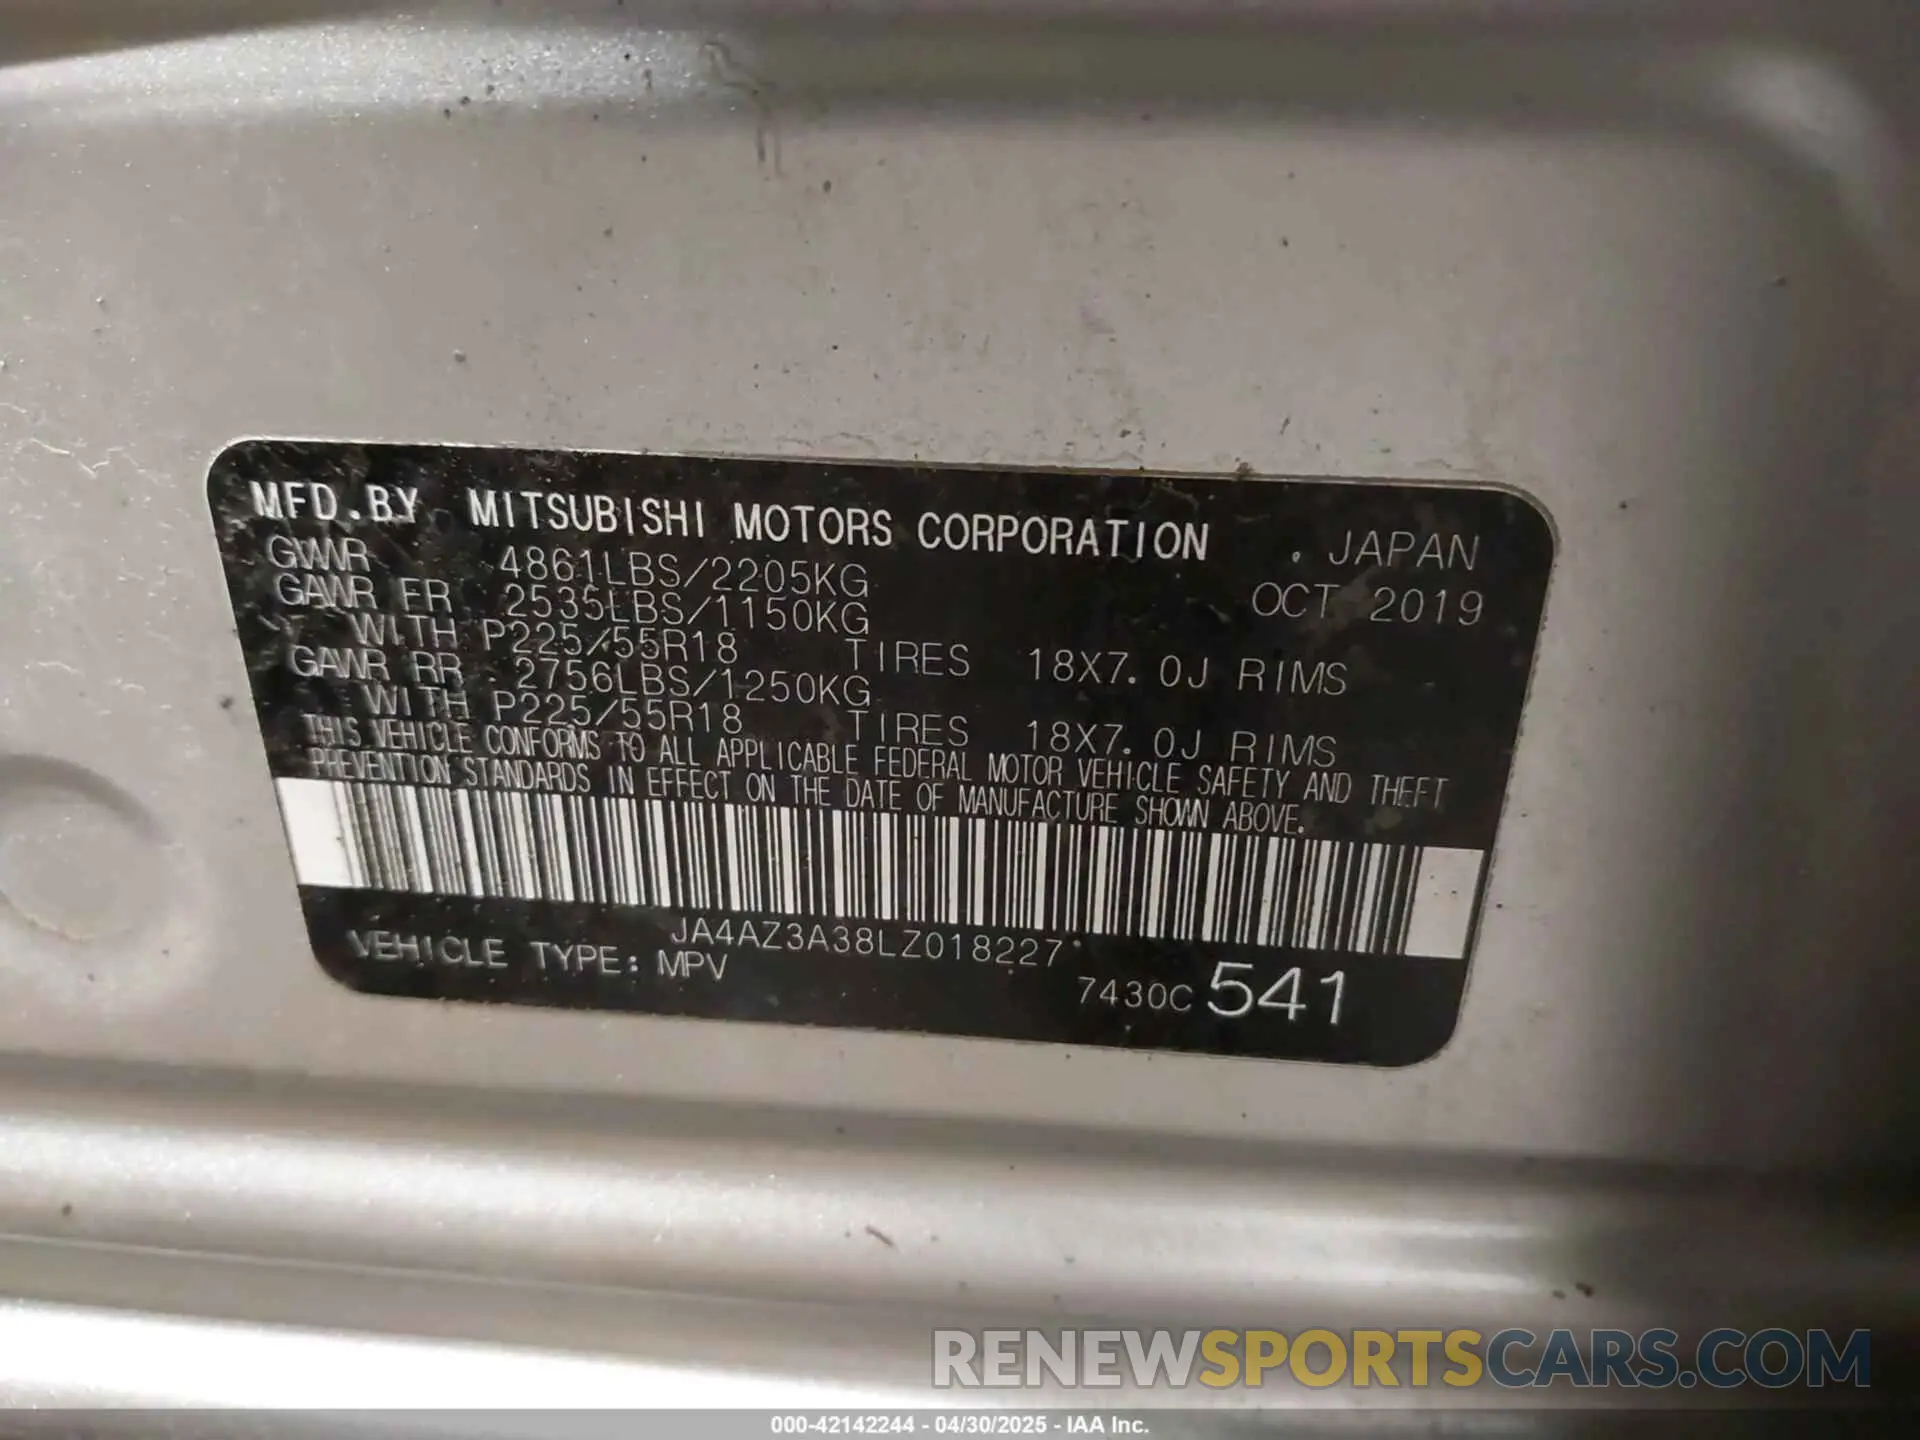 MFD.BY MITSUBISHI MOTORS CORPORATION . JAPAN
GVWR 4861LBS/2205KG OCT 2019
GAWR FR 2535LBS/1150KG
WITH P225/55R18 TIRES 18X7.0J RIMS
GAWR RR 2756LBS/1250KG
WITH P225/55R18 TIRES 18X7.0J RIMS
THIS VEHICLE CONFORMS TO ALL APPLICABLE FEDERAL MOTOR VEHICLE SAFETY AND THEFT
PREVENTION STANDARDS IN EFFECT ON THE DATE OF MANUFACTURE SHOWN ABOVE.
JA4AZ3A38LZ018227
VEHICLE TYPE: MPV
7430C 541
RENEWSPORTSCARS.COM
000-42142244 - 04/30/2025 - IAA Inc.